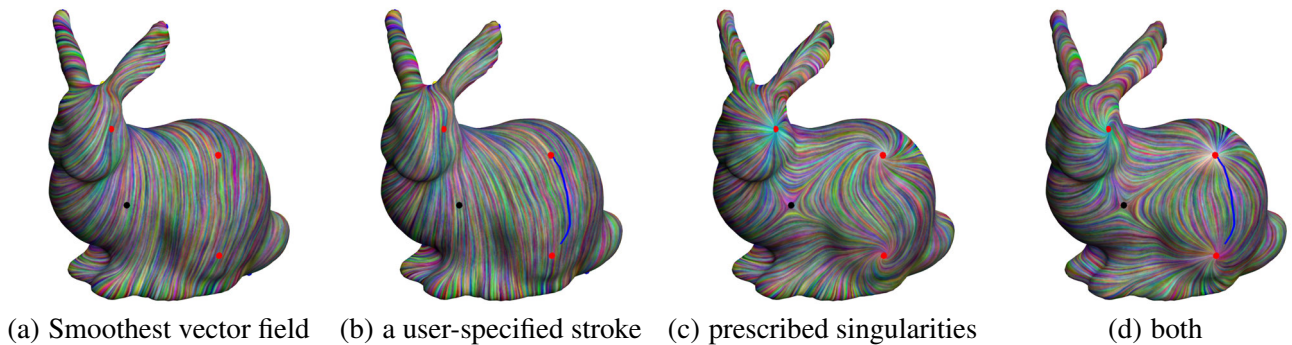 (a) Smoothest vector field (b) a user-specified stroke (c) prescribed singularities (d) both